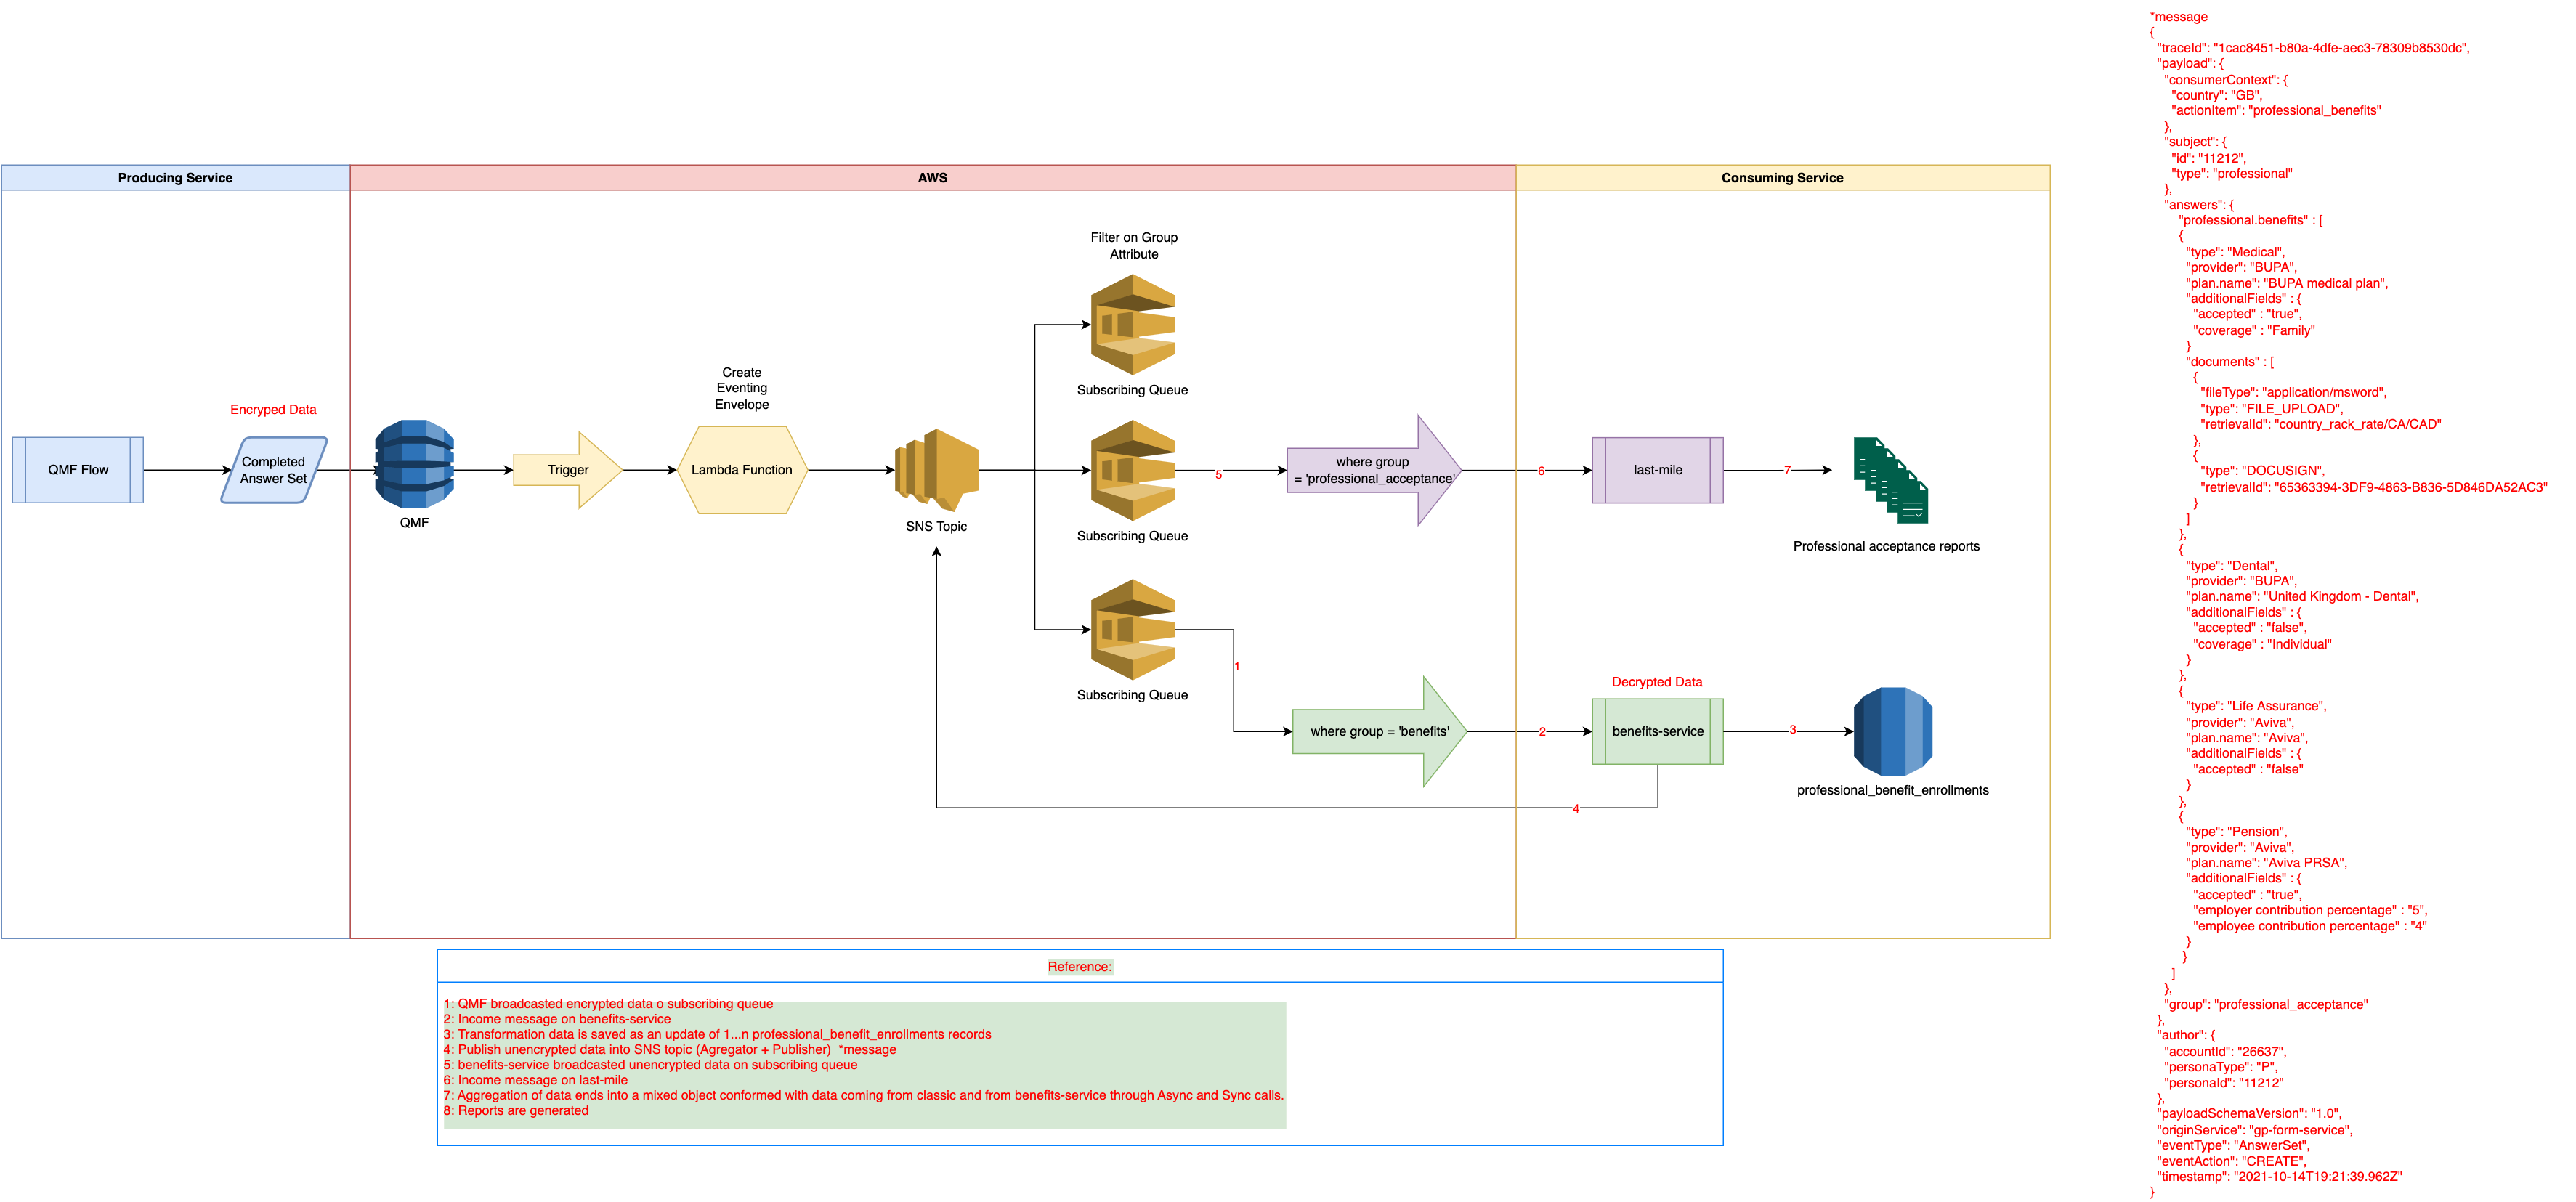 Producing Service
AWS
Consuming Service
QMF Flow
Encryped Data
Completed
Answer Set
QMF
Trigger
Create
Eventing
Envelope
Lambda Function
SNS Topic
Filter on Group
Attribute
Subscribing Queue
Subscribing Queue
Subscribing Queue
5
where group
= 'professional_acceptance'
6
last-mile
7
Professional acceptance reports
1
where group = 'benefits'
2
Decrypted Data
benefits-service
3
professional_benefit_enrollments
4
Reference:
1: QMF broadcasted encrypted data o subscribing queue
2: Income message on benefits-service
3: Transformation data is saved as an update of 1...n professional_benefit_enrollments records
4: Publish unencrypted data into SNS topic (Agregator + Publisher)  *message
5: benefits-service broadcasted unencrypted data on subscribing queue
6: Income message on last-mile
7: Aggregation of data ends into a mixed object conformed with data coming from classic and from benefits-service through Async and Sync calls.
8: Reports are generated
*message
{
"traceId": "1cac8451-b80a-4dfe-aec3-78309b8530dc",
"payload": {
"consumerContext": {
"country": "GB",
"actionItem": "professional_benefits"
},
"subject": {
"id": "11212",
"type": "professional"
},
"answers": {
"professional.benefits" : [
{
"type": "Medical",
"provider": "BUPA",
"plan.name": "BUPA medical plan",
"additionalFields" : {
"accepted" : "true",
"coverage" : "Family"
}
"documents" : [
{
"fileType": "application/msword",
"type": "FILE_UPLOAD",
"retrievalId": "country_rack_rate/CA/CAD"
},
{
"type": "DOCUSIGN",
"retrievalId": "65363394-3DF9-4863-B836-5D846DA52AC3"
}
]
},
{
"type": "Dental",
"provider": "BUPA",
"plan.name": "United Kingdom - Dental",
"additionalFields" : {
"accepted" : "false",
"coverage" : "Individual"
}
},
{
"type": "Life Assurance",
"provider": "Aviva",
"plan.name": "Aviva",
"additionalFields" : {
"accepted" : "false"
}
},
{
"type": "Pension",
"provider": "Aviva",
"plan.name": "Aviva PRSA",
"additionalFields" : {
"accepted" : "true",
"employer contribution percentage" : "5",
"employee contribution percentage" : "4"
}
}
]
},
"group": "professional_acceptance"
},
"author": {
"accountId": "26637",
"personaType": "P",
"personaId": "11212"
},
"payloadSchemaVersion": "1.0",
"originService": "gp-form-service",
"eventType": "AnswerSet",
"eventAction": "CREATE",
"timestamp": "2021-10-14T19:21:39.962Z"
}